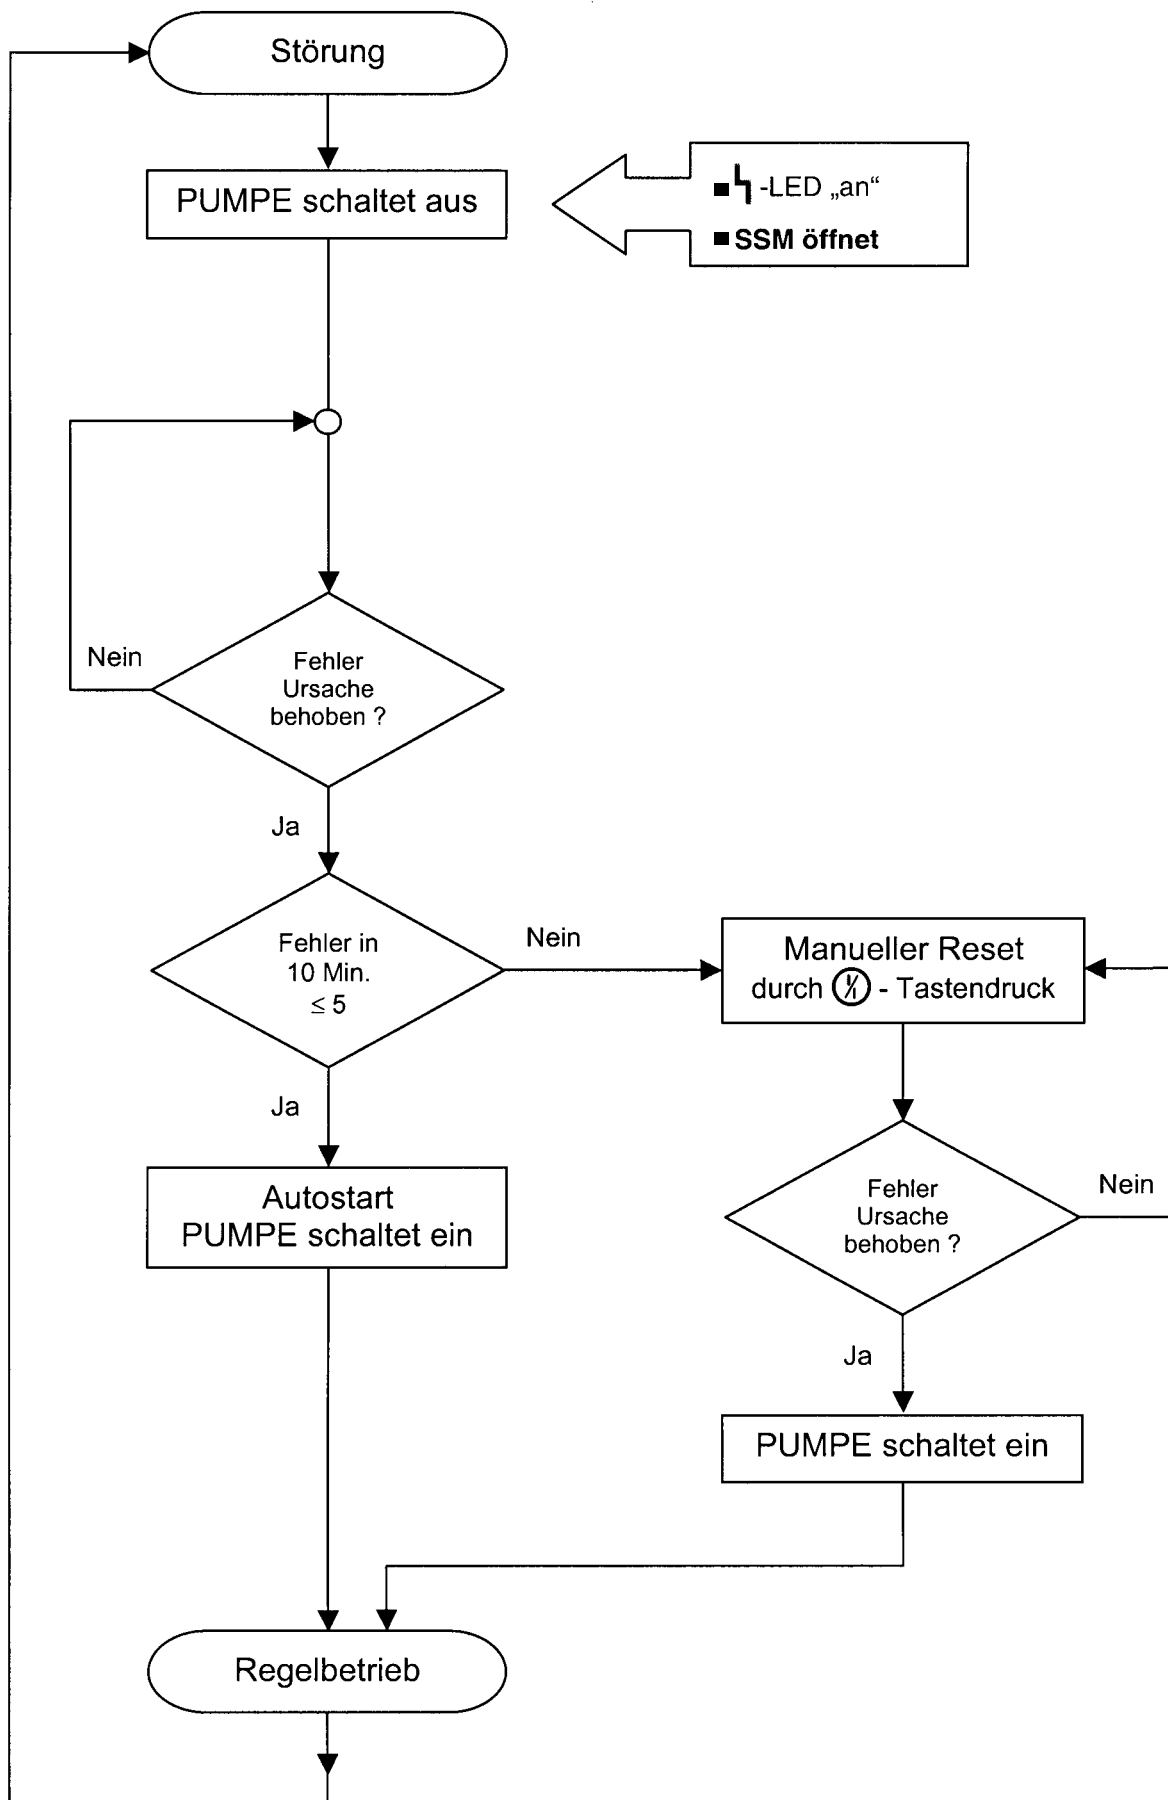 Störung
PUMPE schaltet aus
-LED „an“
SSM öffnet
Nein
Fehler
Ursache
behoben ?
Ja
Fehler in
10 Min.
≤ 5
Nein
Manueller Reset
durch - Tastendruck
Ja
Autostart
PUMPE schaltet ein
Fehler
Ursache
behoben ?
Nein
Ja
PUMPE schaltet ein
Regelbetrieb